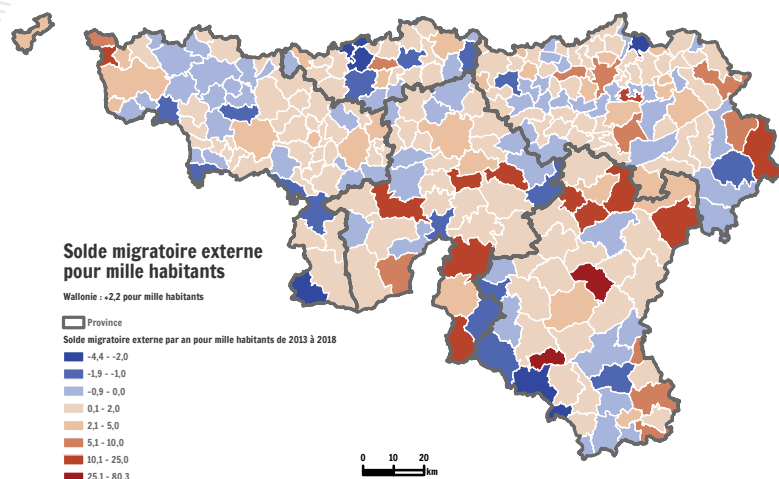 Solde migratoire externe
pour mille habitants
Wallonie : +2,2 pour mille habitants
Province
Solde migratoire externe par an pour mille habitants de 2013 à 2018
-4,4 - -2,0
-1,9 - -1,0
-0,9 - 0,0
0,1 - 2,0
2,1 - 5,0
5,1 - 10,0
10,1 - 25,0
25,1 - 80,3
0 10 20
km